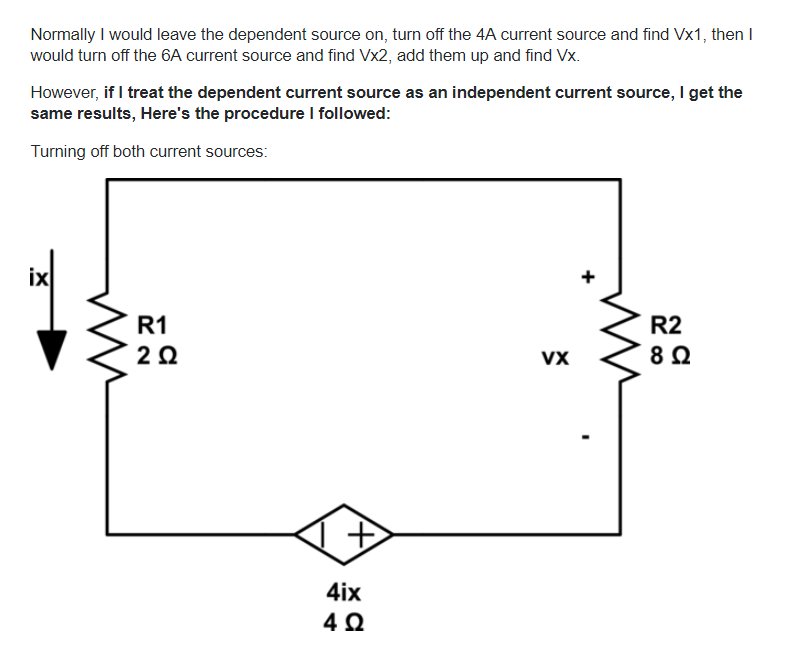 Normally I would leave the dependent source on, turn off the 4A current source and find Vx1, then I
would turn off the 6A current source and find Vx2, add them up and find Vx.
However, if I treat the dependent current source as an independent current source, I get the
same results, Here's the procedure I followed:
Turning off both current sources:
ix
+
R1
2 Ω
R2
8 Ω
vx
-
- +
4ix
4 Ω